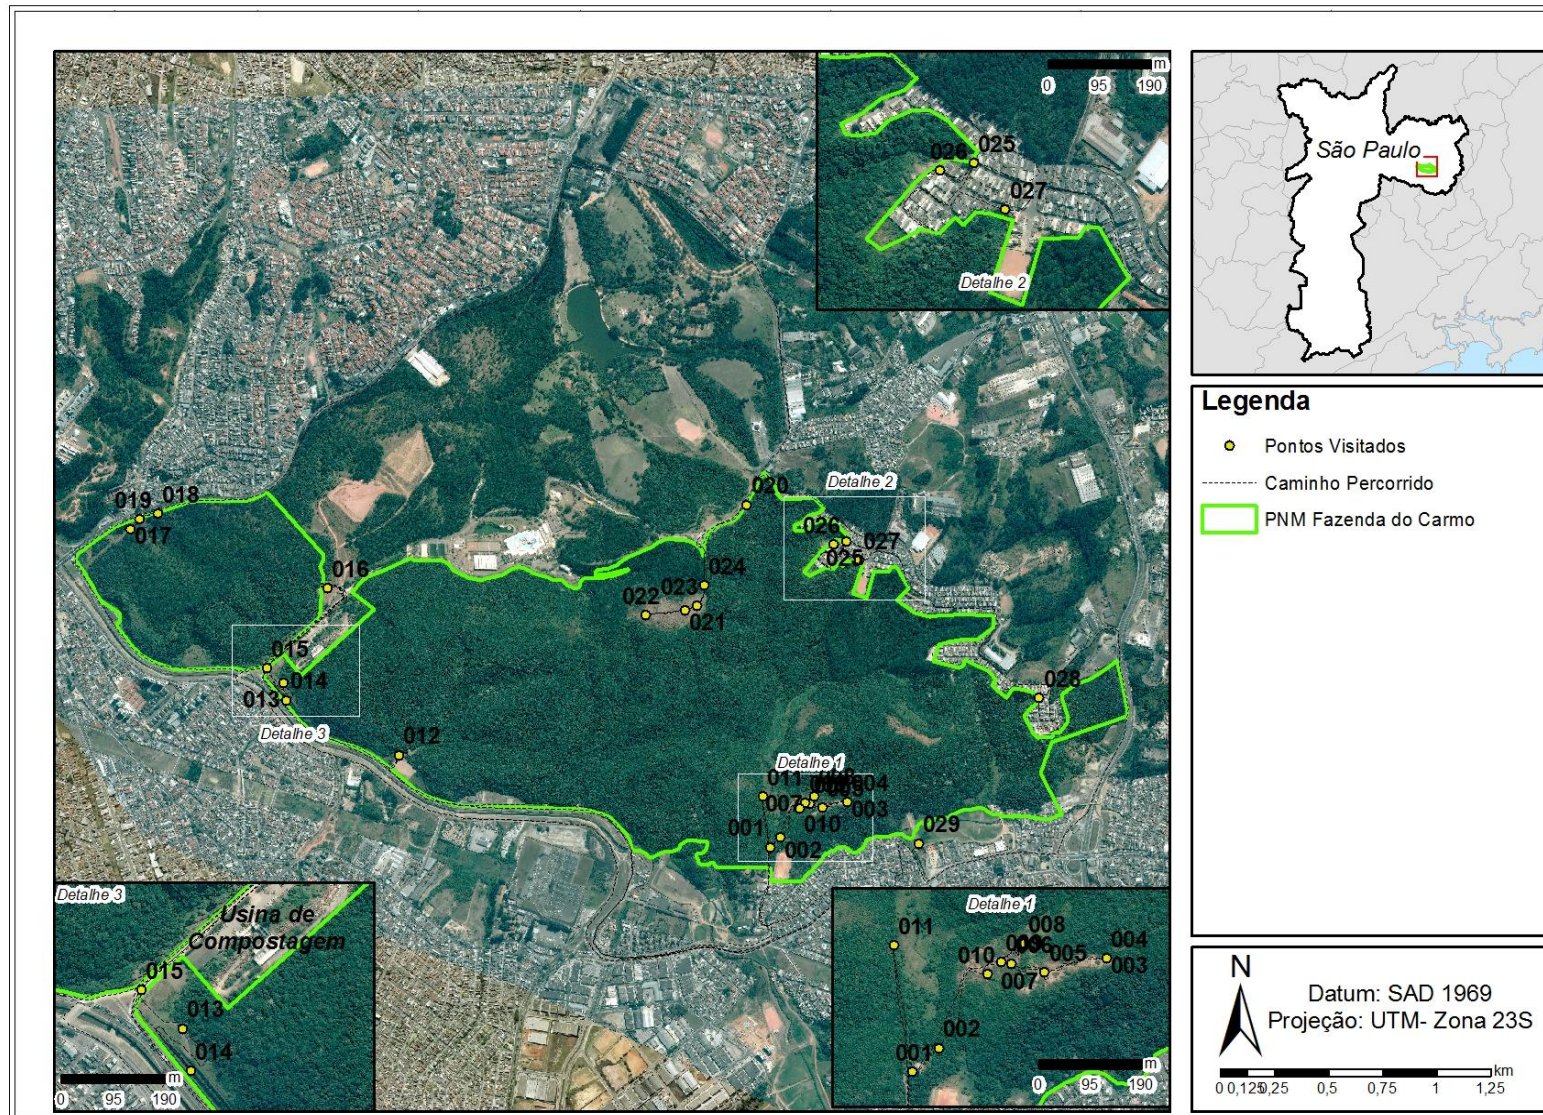 m
0 95 190
026
025
027
Detalhe 2
São Paulo
Legenda
Pontos Visitados
Caminho Percorrido
PNM Fazenda do Carmo
019
018
017
020
Detalhe 2
026
027
025
016
024
023
022
021
015
014
013
Detalhe 3
028
012
Detalhe 1
011
004
007
003
010
001
002
029
Detalhe 3
Usina de
Compostagem
015
013
014
m
0 95 190
Detalhe 1
011
008
006
004
010
005
003
007
002
001
m
0 95 190
N
Datum: SAD 1969
Projeção: UTM- Zona 23S
km
0 0,125 0,25 0,5 0,75 1 1,25